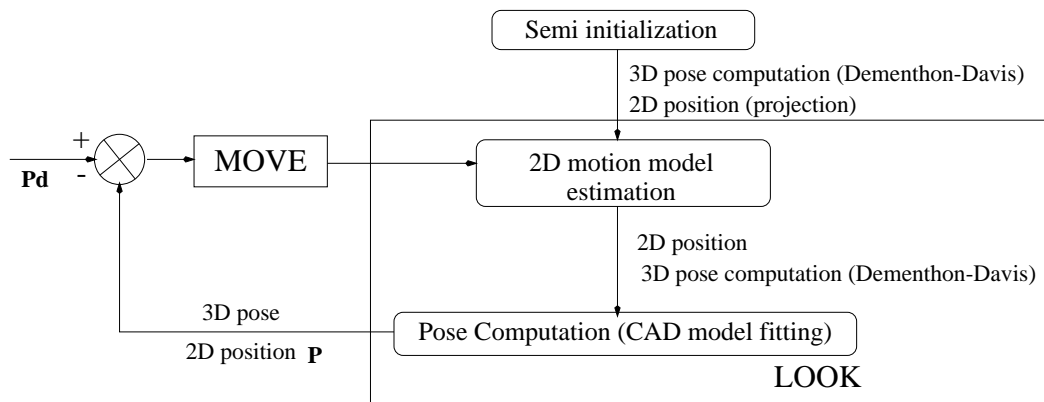 Semi initialization
3D pose computation (Dementhon-Davis)
2D position (projection)
+
-
Pd
MOVE
2D motion model
estimation
2D position
3D pose computation (Dementhon-Davis)
3D pose
2D position P
Pose Computation (CAD model fitting)
LOOK